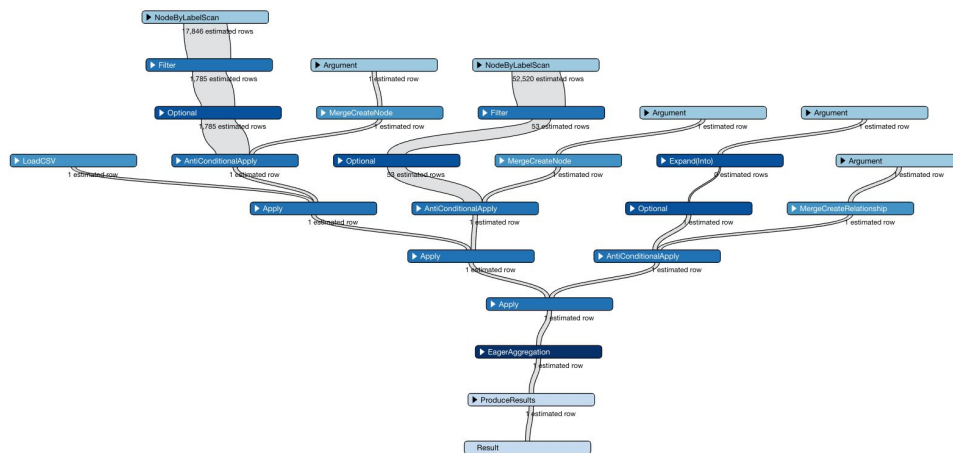 NodeByLabelScan
17,846 estimated rows
Filter
Argument
NodeByLabelScan
1,785 estimated rows
1 estimated row
52,520 estimated rows
Optional
MergeCreateNode
Filter
Argument
Argument
1,785 estimated rows
1 estimated row
53 estimated rows
1 estimated row
1 estimated row
LoadCSV
AntiConditionalApply
Optional
MergeCreateNode
Expand(Into)
Argument
1 estimated row
1 estimated row
53 estimated rows
1 estimated row
0 estimated rows
1 estimated row
Apply
AntiConditionalApply
Optional
MergeCreateRelationship
1 estimated row
1 estimated row
1 estimated row
1 estimated row
Apply
AntiConditionalApply
1 estimated row
1 estimated row
Apply
1 estimated row
EagerAggregation
1 estimated row
ProduceResults
1 estimated row
Result